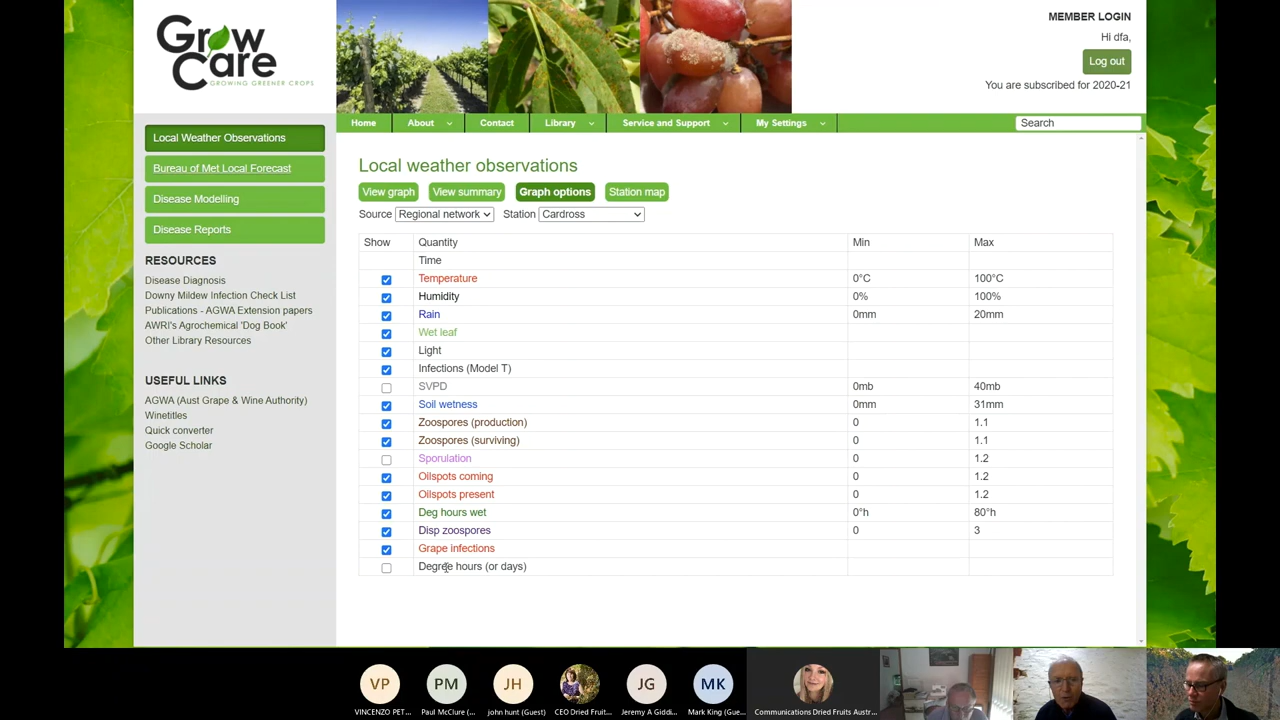 Grow
Care
GROWING GREENER CROPS
MEMBER LOGIN
Hi dfa,
Log out
You are subscribed for 2020-21
Home
About
Contact
Library
Service and Support
My Settings
Search
Local Weather Observations
Bureau of Met Local Forecast
Disease Modelling
Disease Reports
RESOURCES
Disease Diagnosis
Downy Mildew Infection Check List
Publications - AGWA Extension papers
AWRI's Agrochemical 'Dog Book'
Other Library Resources
USEFUL LINKS
AGWA (Aust Grape & Wine Authority)
Winetitles
Quick converter
Google Scholar
Local weather observations
View graph View summary Graph options Station map
Source Regional network Station Cardross
Show Quantity Min Max
Time
Temperature 0°C 100°C
Humidity 0% 100%
Rain 0mm 20mm
Wet leaf
Light
Infections (Model T)
SVPD 0mb 40mb
Soil wetness 0mm 31mm
Zoospores (production) 0 1.1
Zoospores (surviving) 0 1.1
Sporulation 0 1.2
Oilspots coming 0 1.2
Oilspots present 0 1.2
Deg hours wet 0°h 80°h
Disp zoospores 0 3
Grape infections
Degree hours (or days)
VP PM JH JG MK
VINCENZO PET... Paul McClure (... john hunt (Guest) CEO Dried Fruit... Jeremy A Giddi... Mark King (Gue... Communications Dried Fruits Austr...